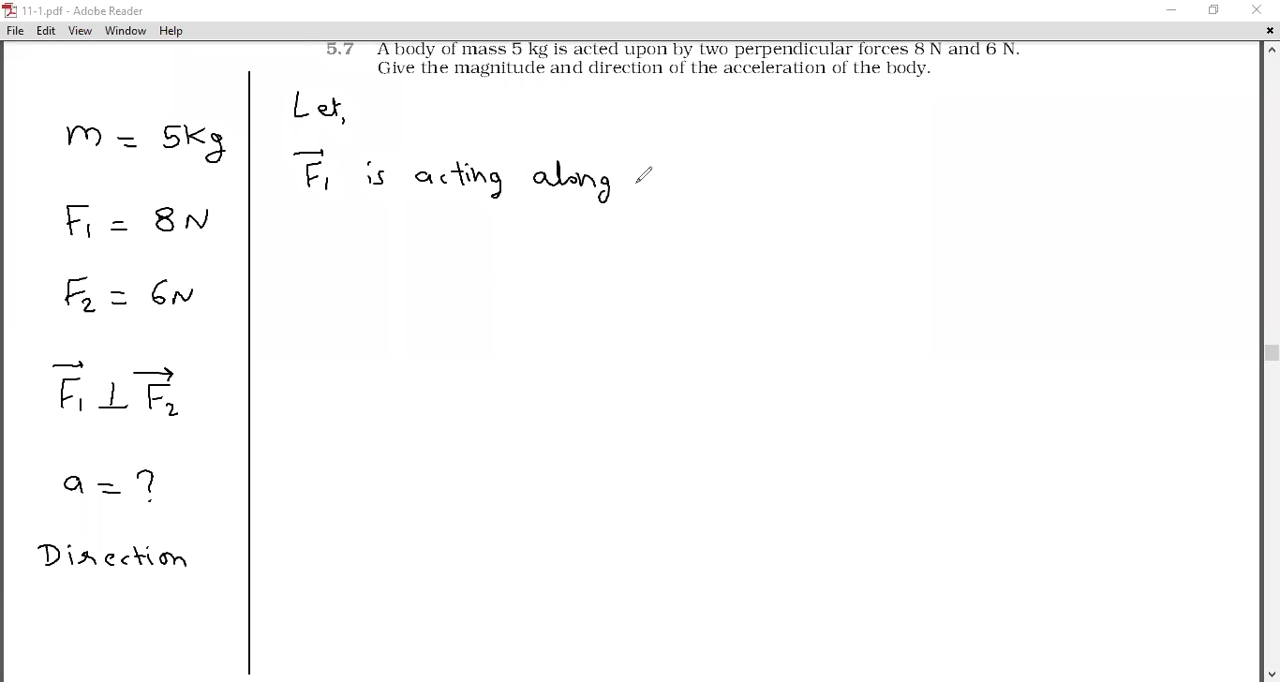 11-1.pdf - Adobe Reader
File Edit View Window Help
5.7 A body of mass 5 kg is acted upon by two perpendicular forces 8 N and 6 N.
Give the magnitude and direction of the acceleration of the body.
m = 5Kg
F₁ = 8 N
F₂ = 6N
F₁⃗ ⊥ F₂⃗
a = ?
Direction
Let,
F₁⃗ is acting along